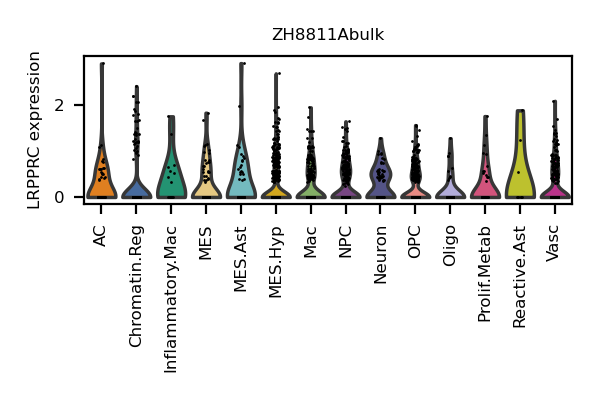 ZH8811Abulk
LRPPRC expression
2
0
AC
Chromatin.Reg
Inflammatory.Mac
MES
MES.Ast
MES.Hyp
Mac
NPC
Neuron
OPC
Oligo
Prolif.Metab
Reactive.Ast
Vasc